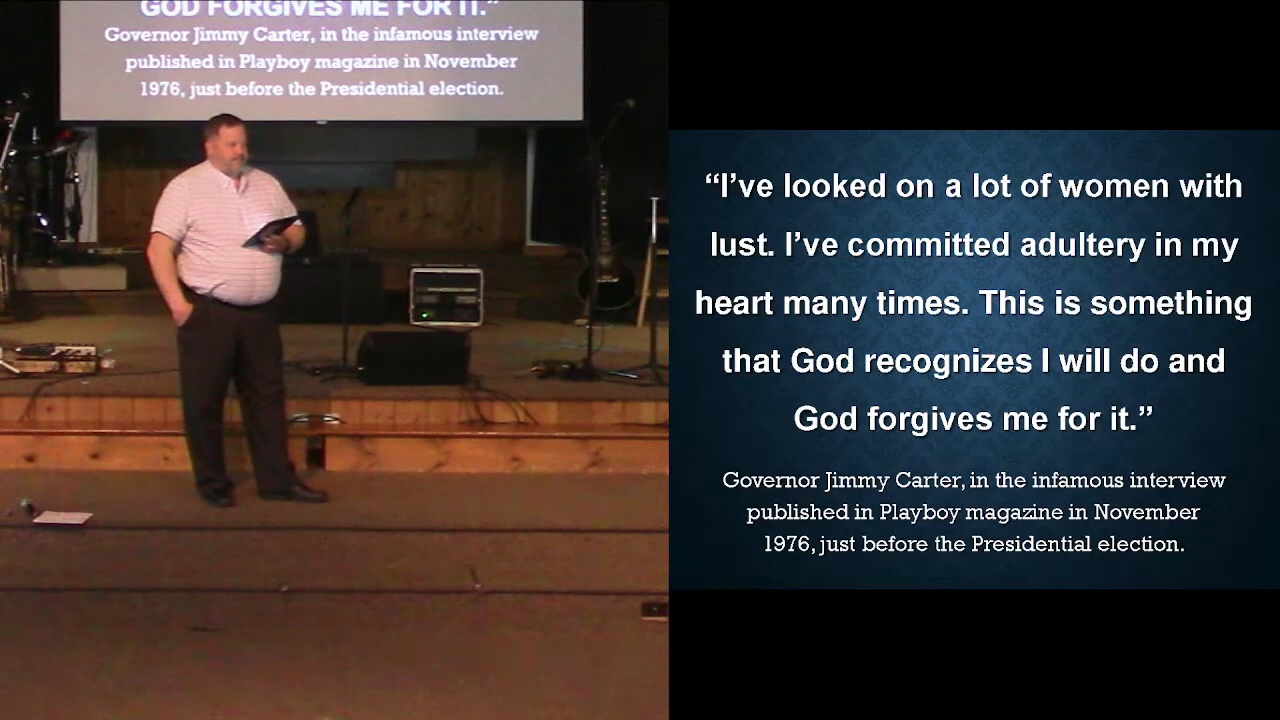 GOD FORGIVES ME FOR IT.”
Governor Jimmy Carter, in the infamous interview
published in Playboy magazine in November
1976, just before the Presidential election.
“I’ve looked on a lot of women with
lust. I’ve committed adultery in my
heart many times. This is something
that God recognizes I will do and
God forgives me for it.”
Governor Jimmy Carter, in the infamous interview
published in Playboy magazine in November
1976, just before the Presidential election.